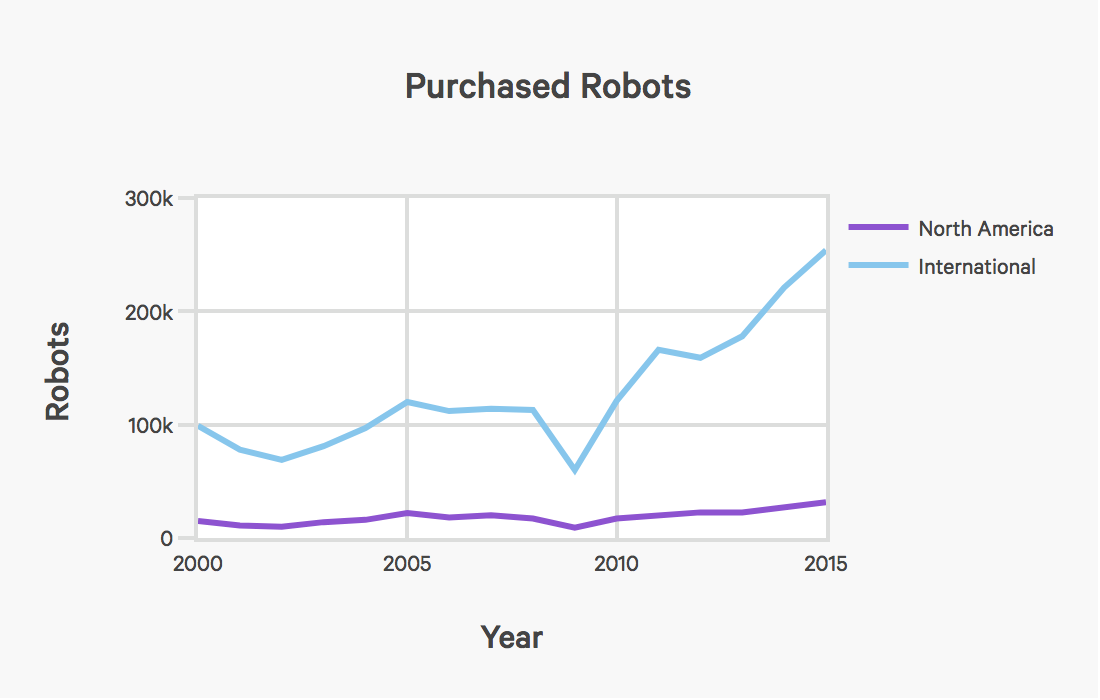 Purchased Robots
300k
200k
100k
0
Robots
2000
2005
2010
2015
Year
North America
International